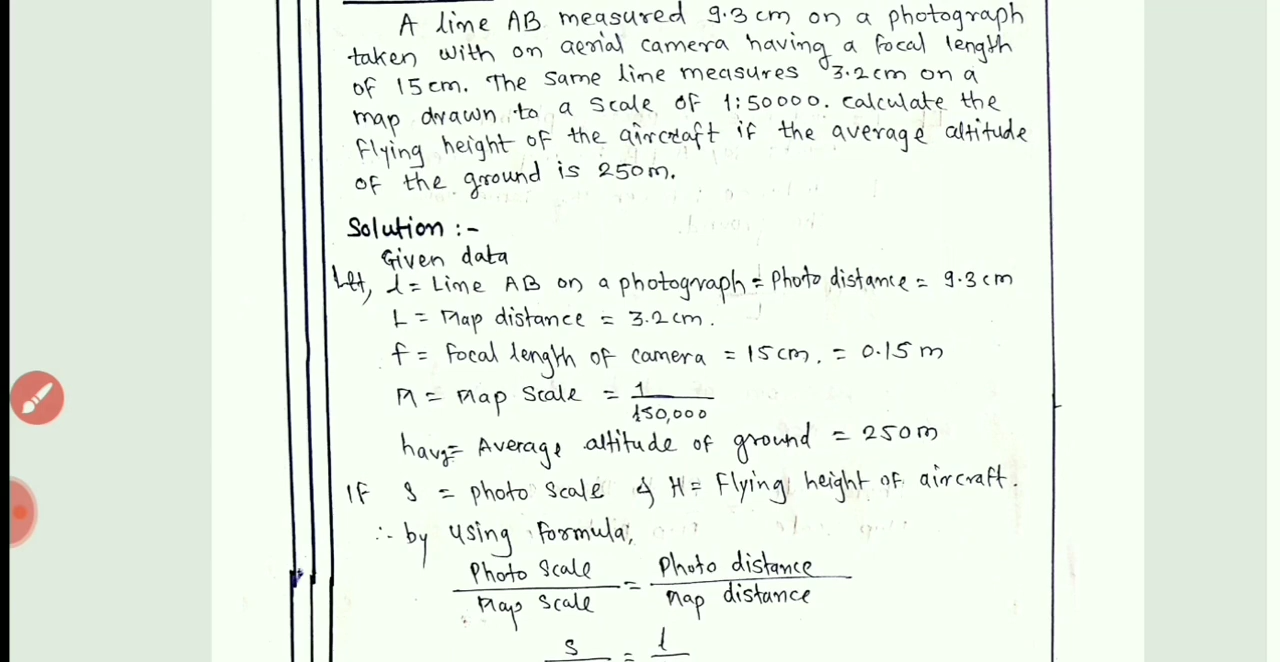 A line AB measured 9.3 cm on a photograph
taken with on aerial camera having a focal length
of 15 cm. The same line measures 3.2 cm on a
map drawn to a scale of 1:50000. calculate the
flying height of the aircraft if the average altitude
of the ground is 250m.
Solution :-
Given data
Let, l = Line AB on a photograph = Photo distance = 9.3 cm
L = Map distance = 3.2 cm.
f = focal length of camera = 15 cm. = 0.15 m
M = Map Scale = 1
50,000
havg = Average altitude of ground = 250m
If S = photo scale & H = Flying height of aircraft.
∴ by using formula,
Photo Scale = Photo distance
Map Scale Map distance
S = l